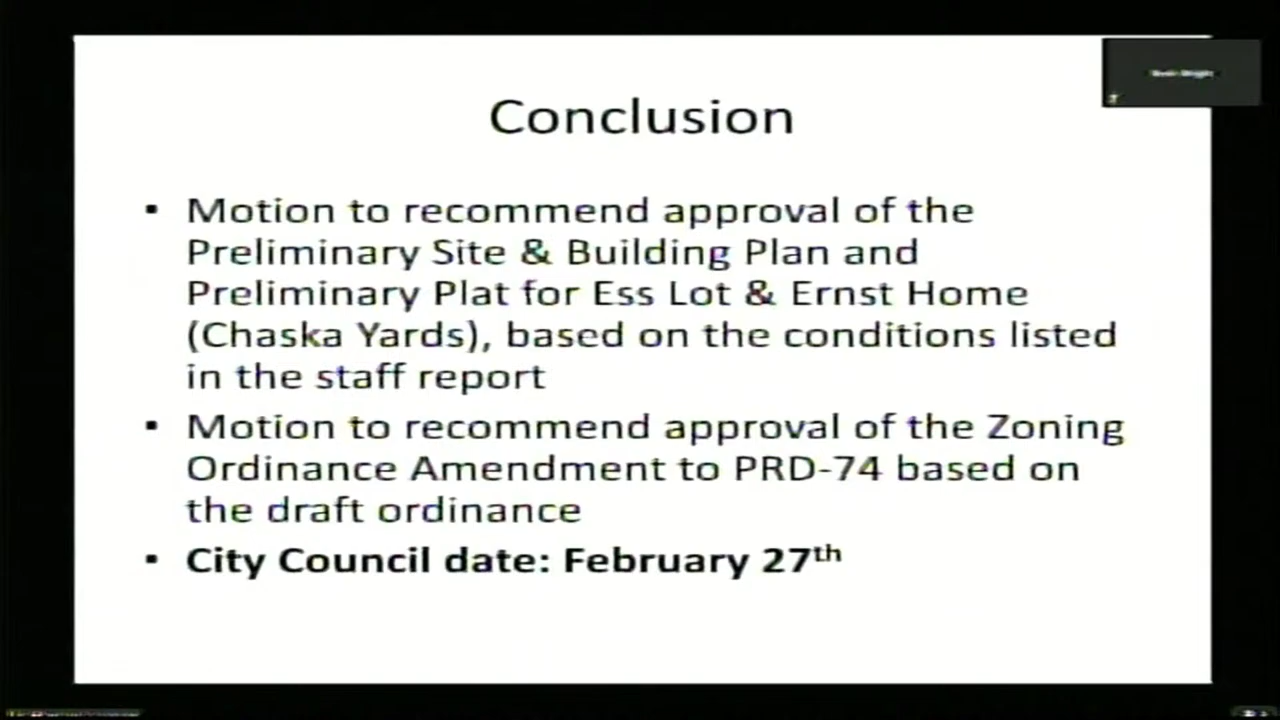 Conclusion
▪ Motion to recommend approval of the
Preliminary Site & Building Plan and
Preliminary Plat for Ess Lot & Ernst Home
(Chaska Yards), based on the conditions listed
in the staff report
▪ Motion to recommend approval of the Zoning
Ordinance Amendment to PRD-74 based on
the draft ordinance
▪ City Council date: February 27th